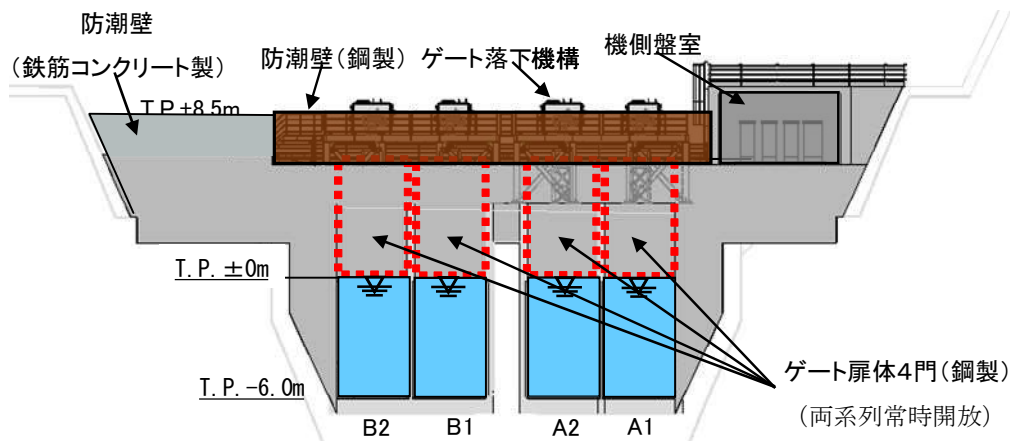 防潮壁
(鉄筋コンクリート製)
T.P.+8.5m
防潮壁(鋼製)
ゲート落下機構
機側盤室
T.P.±0m
T.P.-6.0m
B2
B1
A2
A1
ゲート扉体4門(鋼製)
(両系列常時開放)